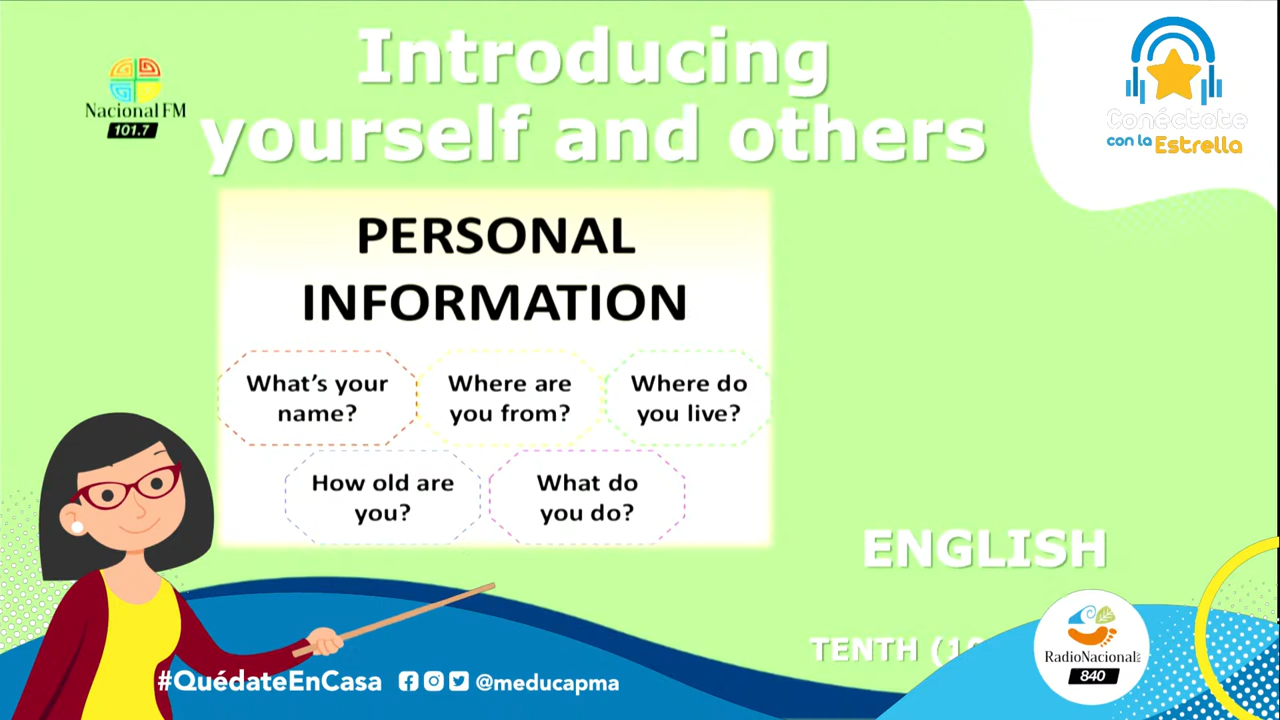 Introducing
yourself and others
Nacional FM
101.7
Conéctate
con la Estrella
PERSONAL
INFORMATION
What's your
name?
Where are
you from?
Where do
you live?
How old are
you?
What do
you do?
ENGLISH
TENTH
RadioNacional
840
#QuédateEnCasa @meducapma